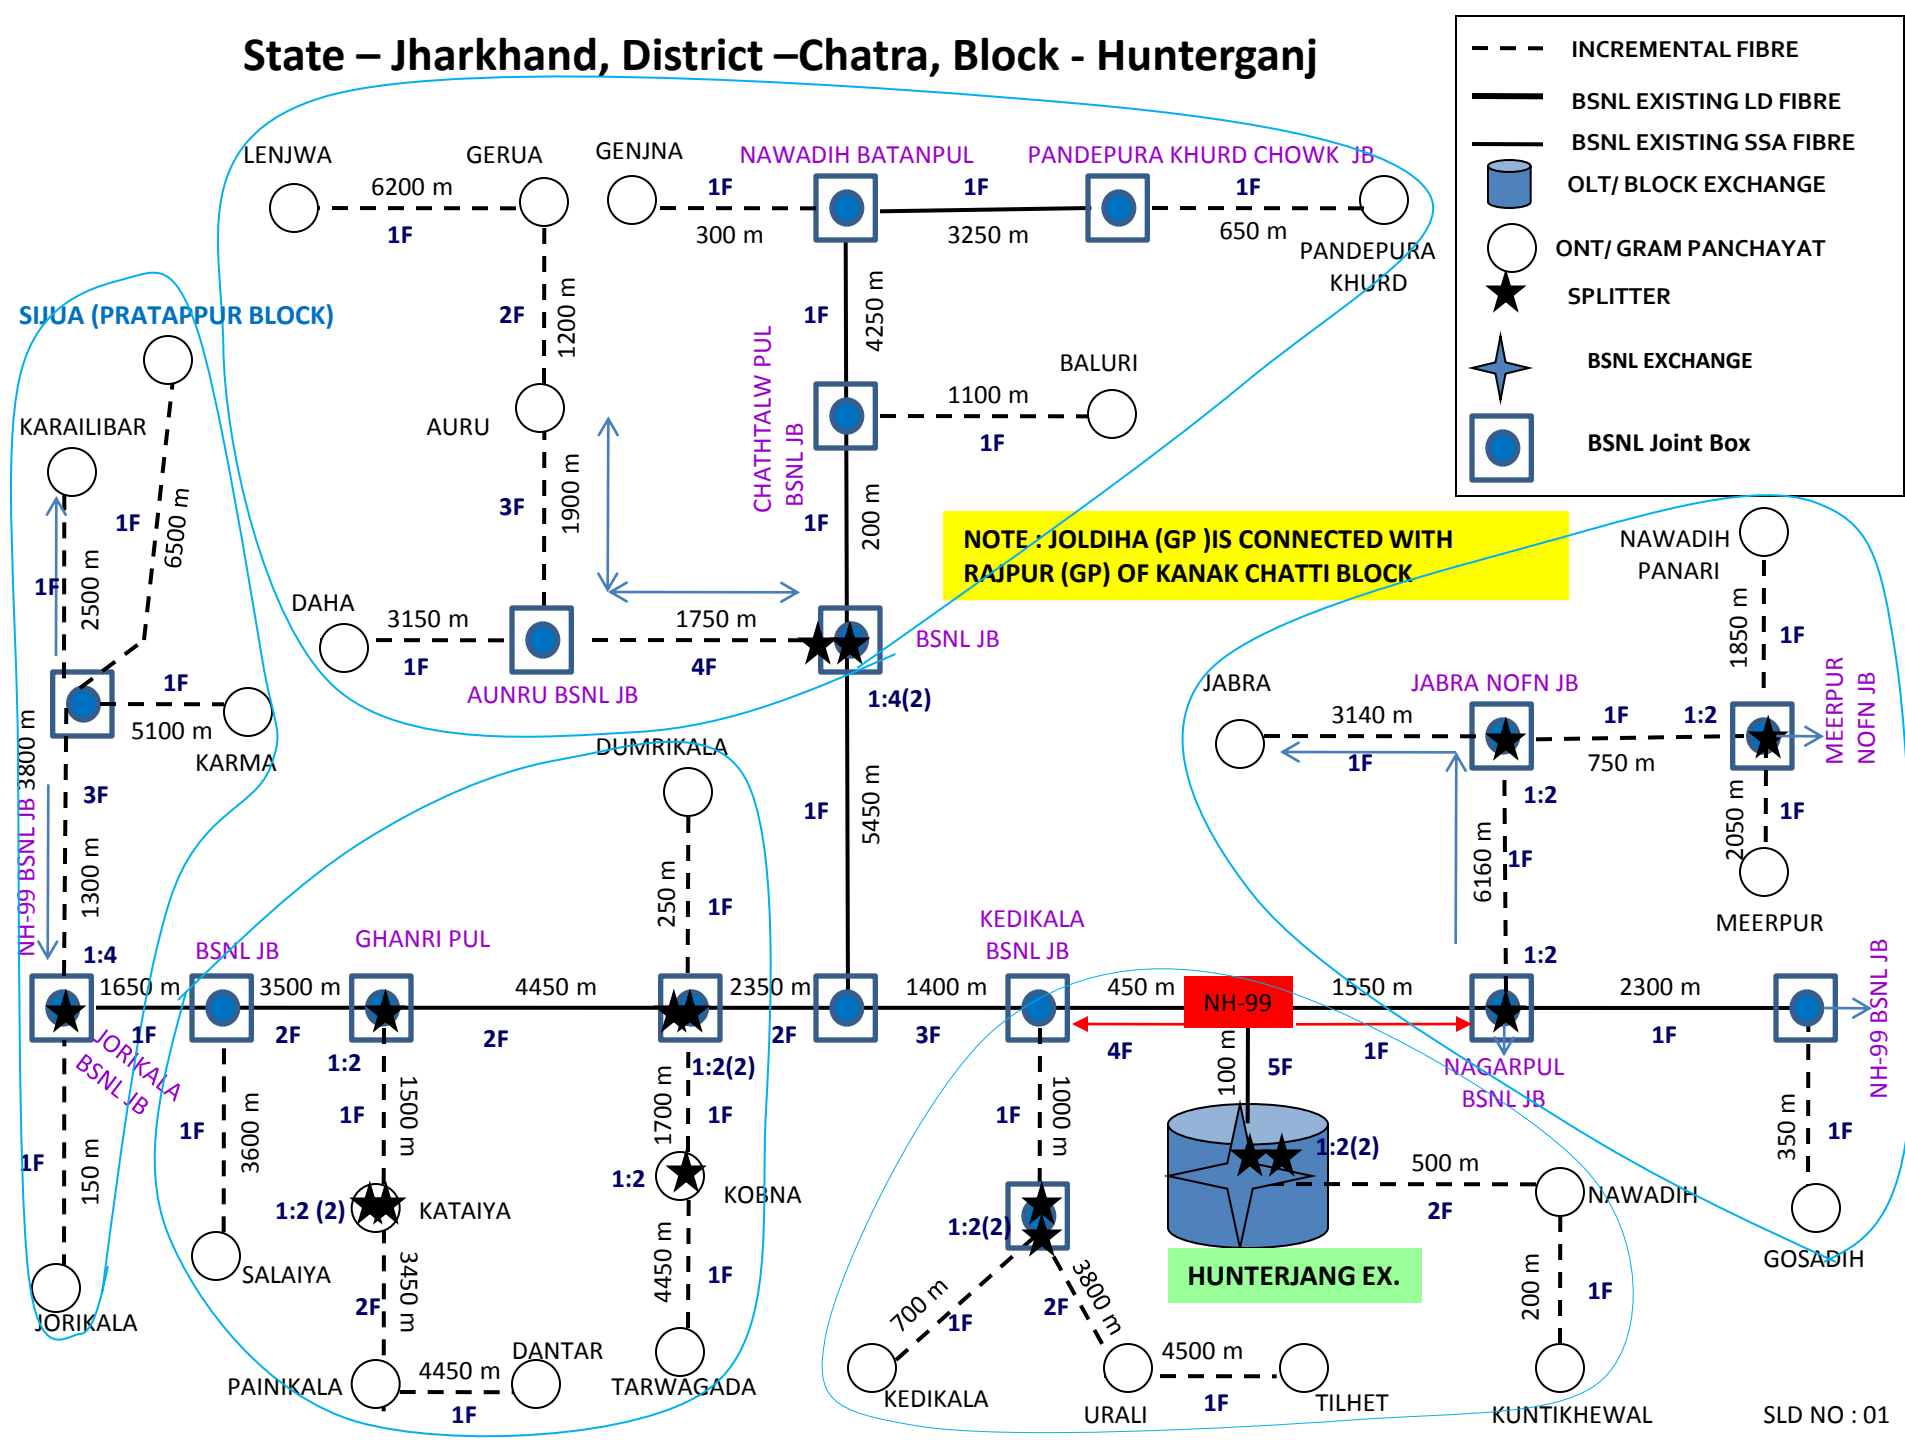 State – Jharkhand, District –Chatra, Block - Hunterganj
INCREMENTAL FIBRE
BSNL EXISTING LD FIBRE
BSNL EXISTING SSA FIBRE
OLT/ BLOCK EXCHANGE
ONT/ GRAM PANCHAYAT
SPLITTER
BSNL EXCHANGE
BSNL Joint Box
LENJWA
GERUA
GENJNA
NAWADIH BATANPUL
PANDEPURA KHURD CHOWK JB
6200 m
1F
1F
300 m
1F
3250 m
1F
650 m
PANDEPURA
KHURD
2F
1200 m
1F
4250 m
SIJUA (PRATAPPUR BLOCK)
CHATHTALW PUL
BSNL JB
BALURI
1100 m
1F
KARAILIBAR
AURU
1F
6500 m
3F
1900 m
1F
200 m
NOTE : JOLDIHA (GP )IS CONNECTED WITH
RAJPUR (GP) OF KANAK CHATTI BLOCK
NAWADIH
PANARI
1F
2500 m
DAHA
3150 m
1F
1750 m
4F
BSNL JB
AUNRU BSNL JB
1:4(2)
1850 m
1F
JABRA
JABRA NOFN JB
MEERPUR
NOFN JB
1F
5100 m
KARMA
3140 m
1F
1F
750 m
1:2
1:2
DUMRIKALA
3800 m
3F
1300 m
NH-99 BSNL JB
1F
5450 m
6160 m
1F
2050 m
1F
MEERPUR
250 m
1F
KEDIKALA
BSNL JB
1:4
BSNL JB
GHANRI PUL
1:2
NH-99 BSNL JB
1650 m
1F
3500 m
2F
4450 m
2F
2350 m
2F
1400 m
3F
450 m
4F
NH-99
1550 m
1F
2300 m
1F
JORIKALA
BSNL JB
1:2
1:2(2)
100 m
5F
NAGARPUL
BSNL JB
1F
150 m
1F
3600 m
1F
1500 m
1700 m
1F
1F
1000 m
1:2(2)
500 m
2F
350 m
1F
1:2
KOBNA
1:2 (2)
KATAIYA
1:2(2)
NAWADIH
SALAIYA
2F
3450 m
4450 m
1F
700 m
1F
3800 m
2F
HUNTERJANG EX.
200 m
1F
GOSADIH
JORIKALA
PAINIKALA
4450 m
1F
DANTAR
TARWAGADA
KEDIKALA
URALI
4500 m
1F
TILHET
KUNTIKHEWAL
SLD NO : 01